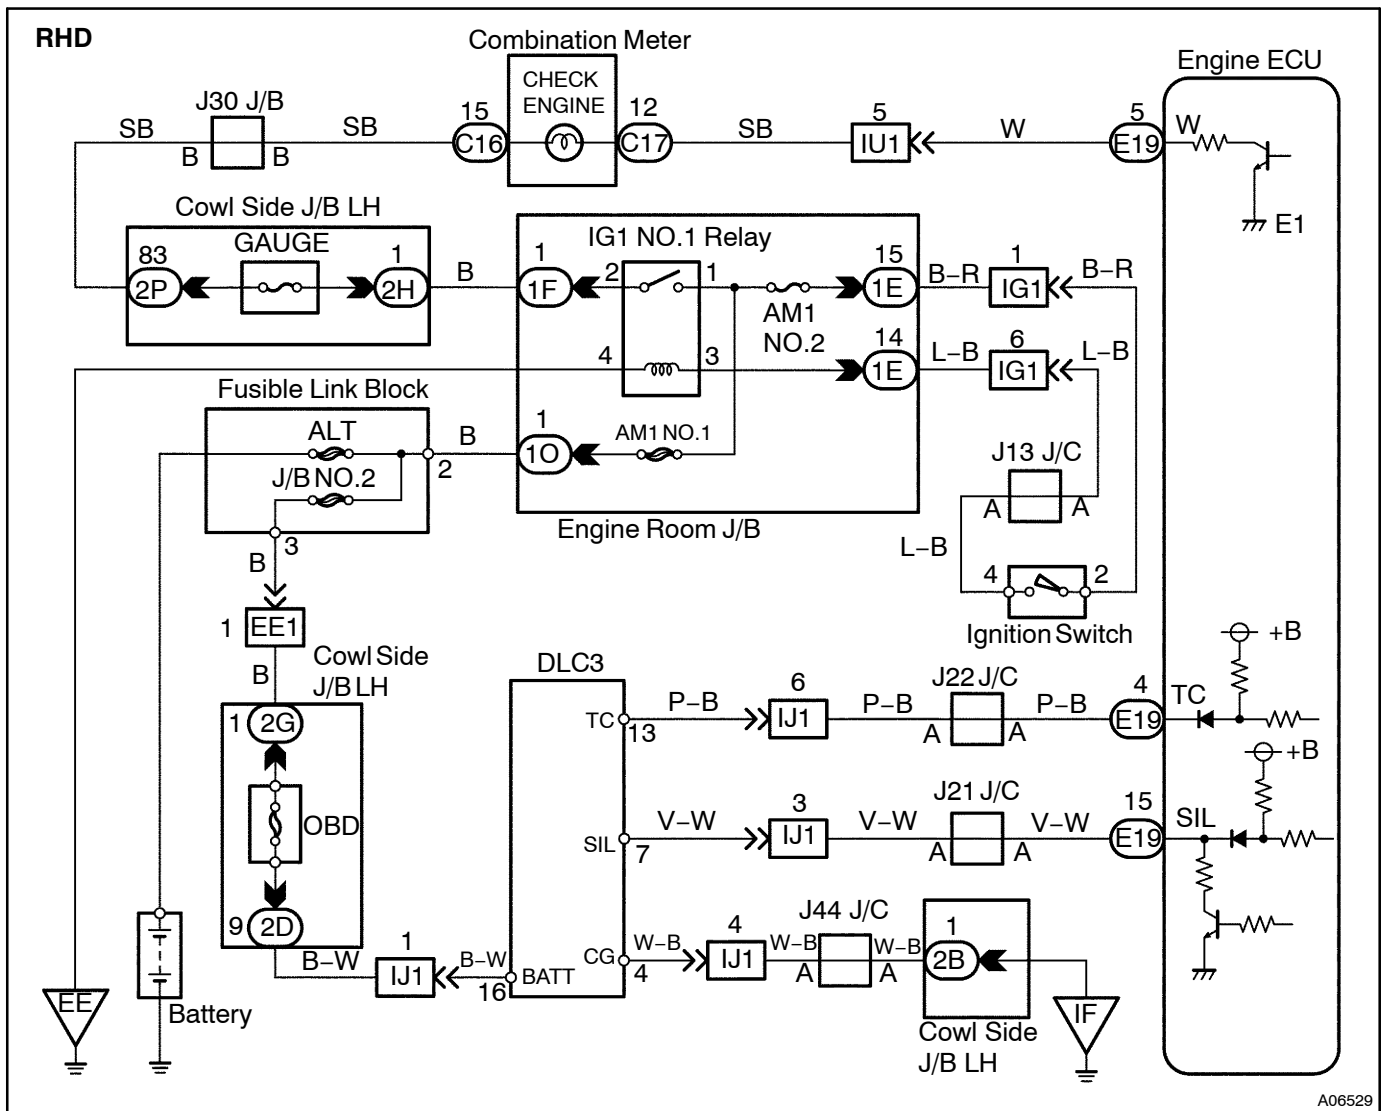 RHD
Combination Meter
Engine ECU
CHECK
ENGINE
J30 J/B
SB
B
B
SB
15
C16
12
C17
SB
5
IU1
W
5
E19
W
E1
Cowl Side J/B LH
GAUGE
83
2P
1
2H
B
IG1 NO.1 Relay
1
1F
2
1
4
3
AM1
NO.2
15
1E
B–R
1
IG1
B–R
14
1E
L–B
6
IG1
L–B
Fusible Link Block
ALT
J/B NO.2
2
B
1
1O
AM1 NO.1
Engine Room J/B
J13 J/C
A
A
L–B
4
2
Ignition Switch
3
B
1
EE1
B
Cowl Side
J/B LH
1
2G
OBD
9
2D
B–W
1
IJ1
B–W
16
BATT
DLC3
TC
13
P–B
6
IJ1
P–B
J22 J/C
A
A
P–B
4
E19
TC
+B
SIL
7
V–W
3
IJ1
V–W
J21 J/C
A
A
V–W
15
E19
SIL
+B
CG
4
W–B
4
IJ1
W–B
J44 J/C
A
A
W–B
1
2B
Cowl Side
J/B LH
IF
EE
Battery
A06529